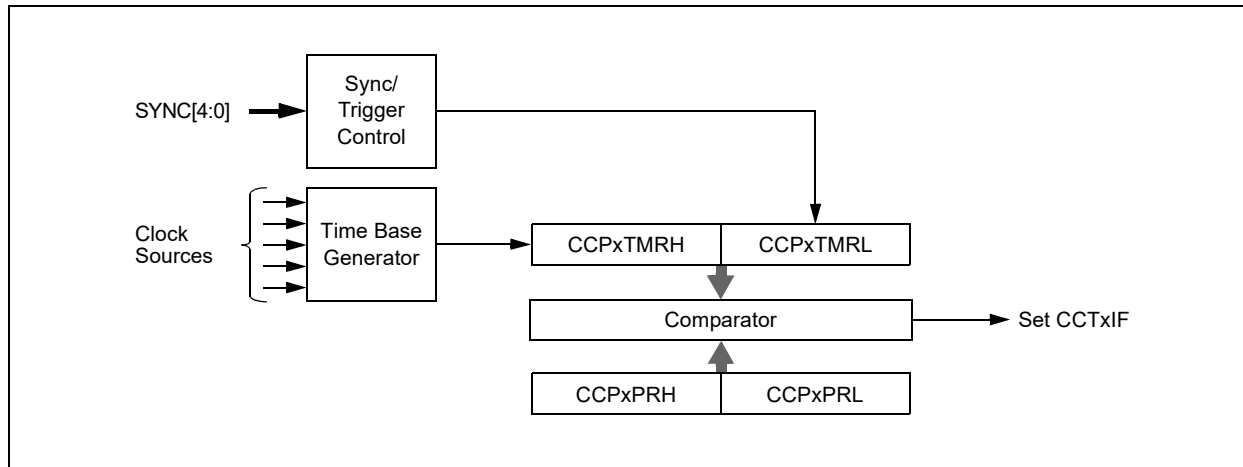 SYNC[4:0]
Sync/
Trigger
Control
Clock
Sources
Time Base
Generator
CCPxTMRH
CCPxTMRL
Comparator
Set CCTxIF
CCPxPRH
CCPxPRL